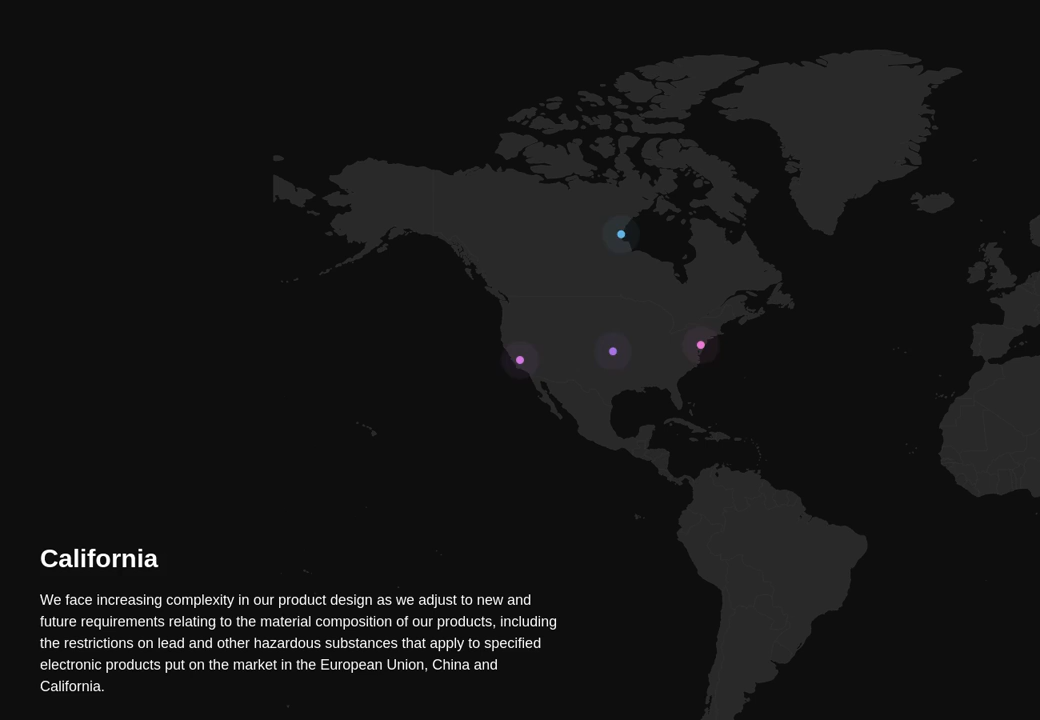 California
We face increasing complexity in our product design as we adjust to new and
future requirements relating to the material composition of our products, including
the restrictions on lead and other hazardous substances that apply to specified
electronic products put on the market in the European Union, China and
California.